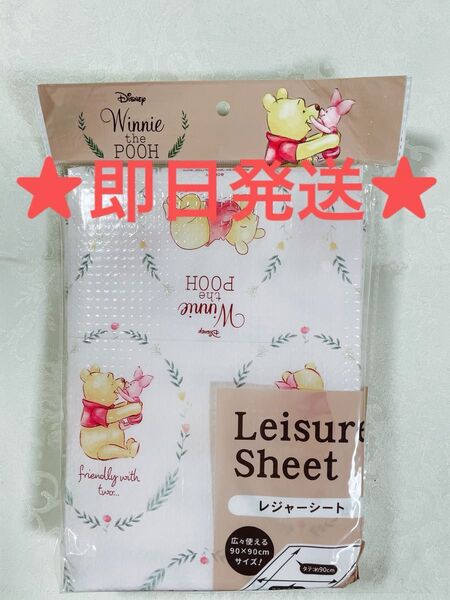 Disney
Winnie
the
POOH
★即日発送★
Winnie
the
POOH
Disney
friendly with
two...
Leisure
Sheet
レジャーシート
広々使える
90×90cm
サイズ!
タテ:約90cm